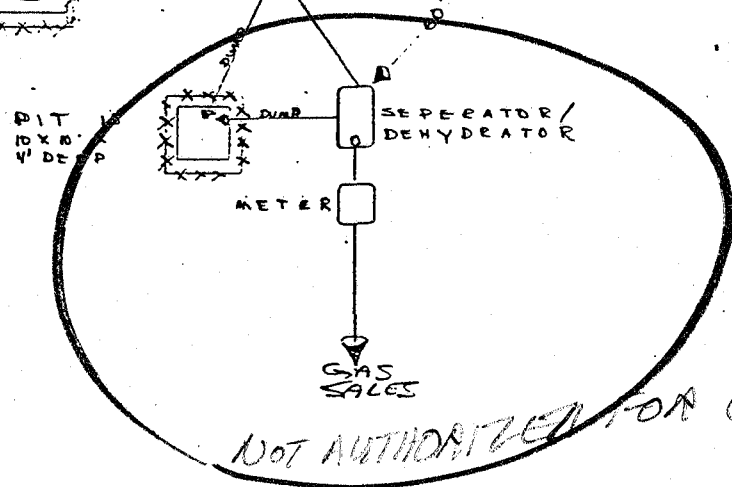 DUMP
PIT
10 X 10
4' DEEP
DUMP
SEPERATOR/
DEHYDRATOR
METER
GAS
SALES
NOT AUTHORIZED FOR